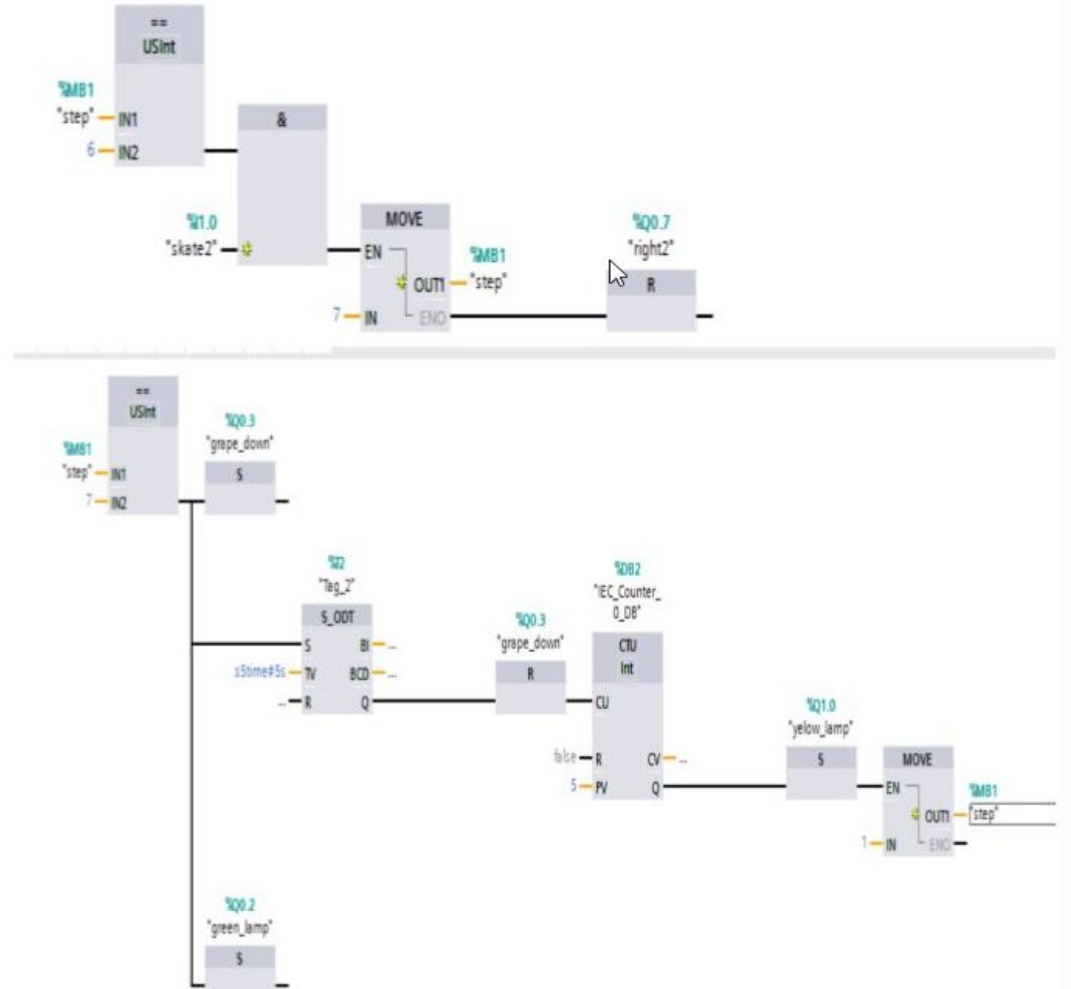 ==
USInt
%MB1
"step"
IN1
6
IN2
&
%I1.0
"skate2"
MOVE
EN
%MB1
OUT1
"step"
7
IN
ENO
%Q0.7
"right2"
R
==
USInt
%MB1
"step"
IN1
7
IN2
%Q0.3
"grape_down"
S
%T2
"Tag_2"
S_ODT
S
BI
...
s5time#5s
TV
BCD
...
...
R
Q
%Q0.3
"grape_down"
R
%DB2
"IEC_Counter_
0_DB"
CTU
Int
CU
false
R
CV
...
5
PV
Q
%Q1.0
"yelow_lamp"
S
MOVE
EN
%MB1
OUT1
"step"
1
IN
ENO
%Q0.2
"green_lamp"
S